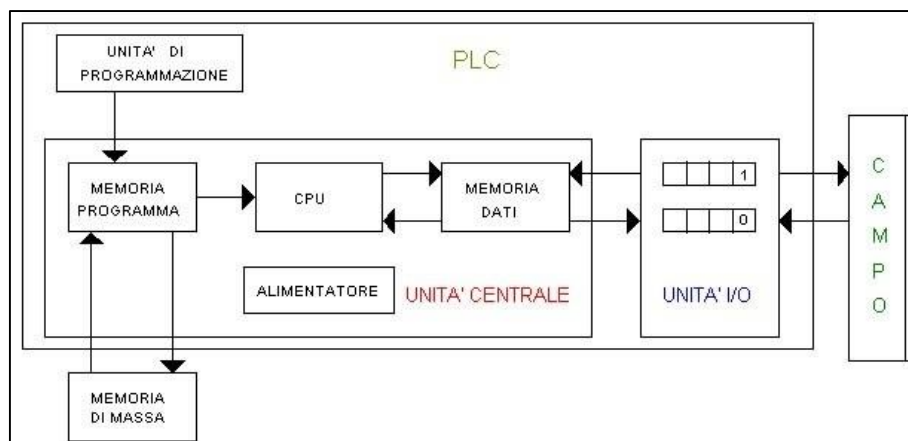 UNITA' DI
PROGRAMMAZIONE
PLC
MEMORIA
PROGRAMMA
CPU
MEMORIA
DATI
1
0
ALIMENTATORE
UNITA' CENTRALE
UNITA' I/O
C
A
M
P
O
MEMORIA
DI MASSA